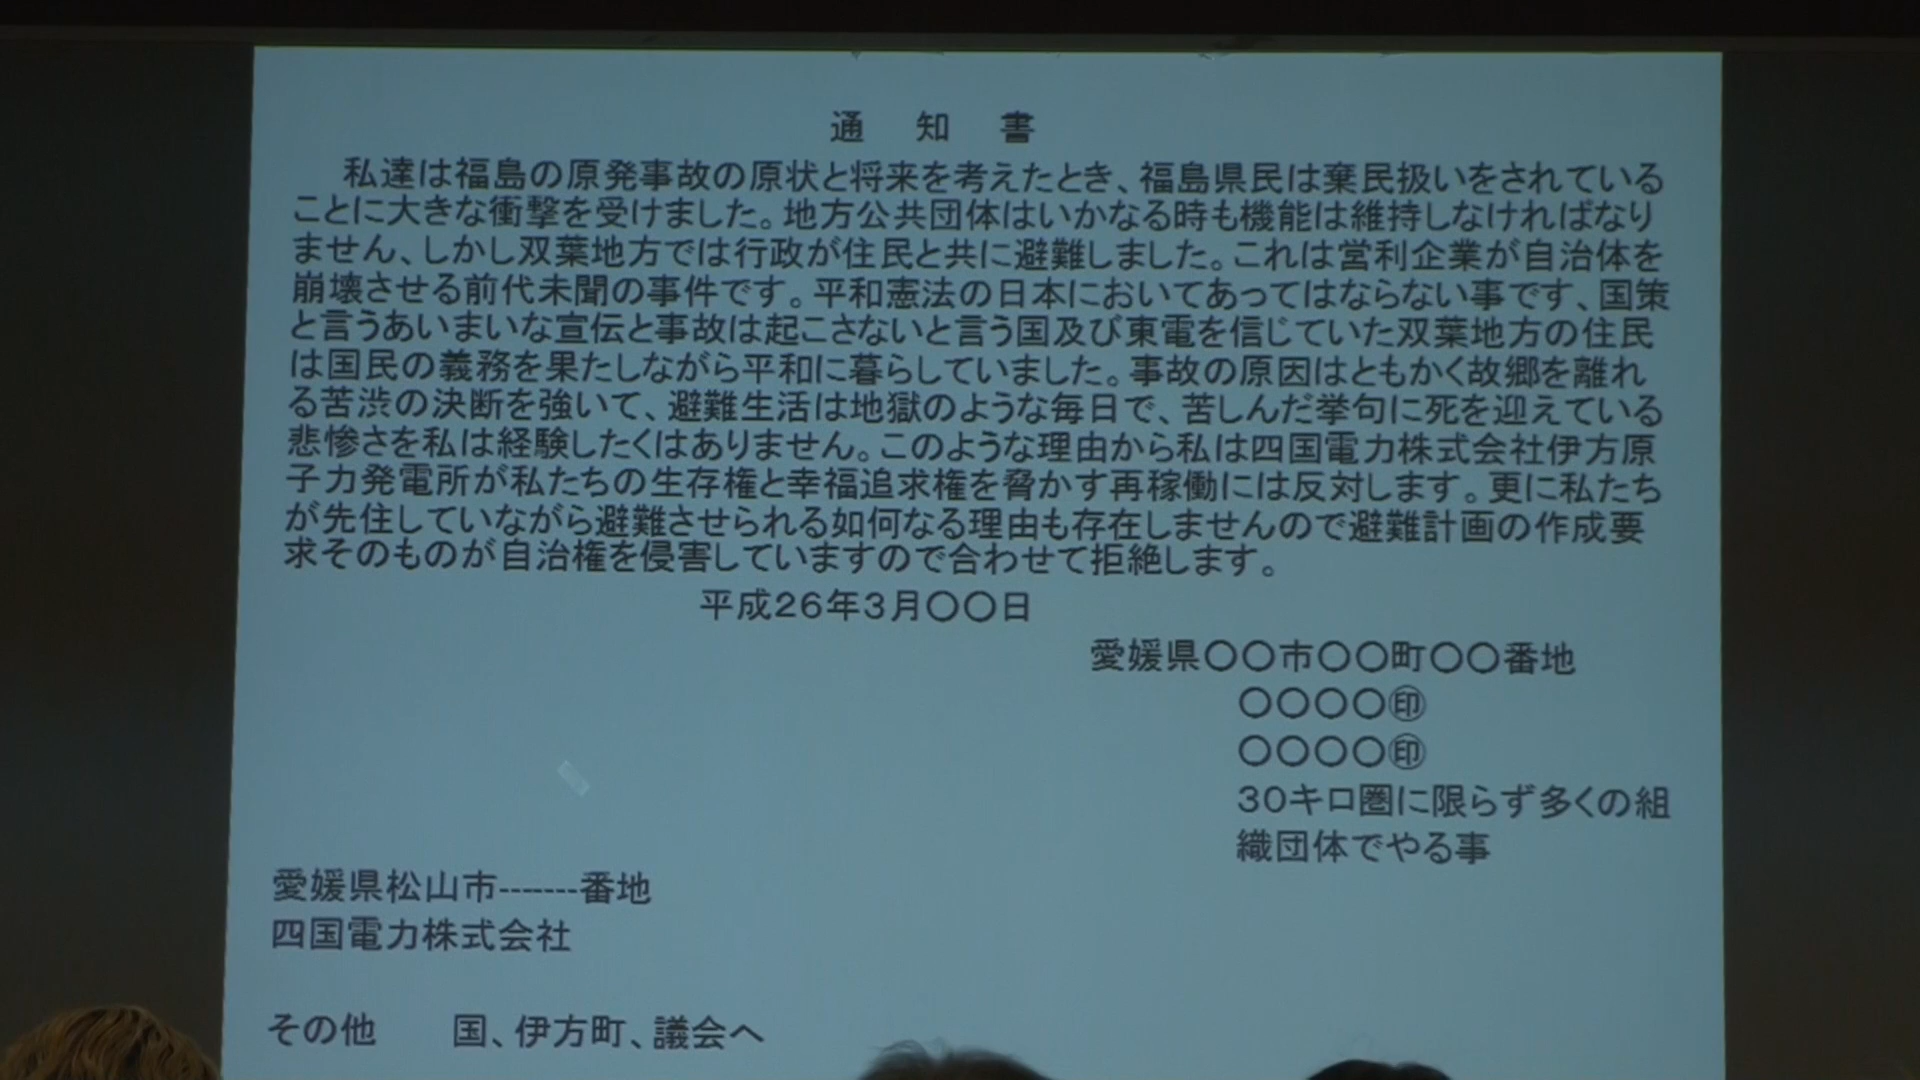 通 知 書
私達は福島の原発事故の原状と将来を考えたとき、福島県民は棄民扱いをされている
ことに大きな衝撃を受けました。地方公共団体はいかなる時も機能は維持しなければなり
ません、しかし双葉地方では行政が住民と共に避難しました。これは営利企業が自治体を
崩壊させる前代未聞の事件です。平和憲法の日本においてあってはならない事です、国策
と言うあいまいな宣伝と事故は起こさないと言う国及び東電を信じていた双葉地方の住民
は国民の義務を果たしながら平和に暮らしていました。事故の原因はともかく故郷を離れ
る苦渋の決断を強いて、避難生活は地獄のような毎日で、苦しんだ挙句に死を迎えている
悲惨さを私は経験したくはありません。このような理由から私は四国電力株式会社伊方原
子力発電所が私たちの生存権と幸福追求権を脅かす再稼働には反対します。更に私たち
が先住していながら避難させられる如何なる理由も存在しませんので避難計画の作成要
求そのものが自治権を侵害していますので合わせて拒絶します。
平成26年3月〇〇日
愛媛県〇〇市〇〇町〇〇番地
〇〇〇〇㊞
〇〇〇〇㊞
30キロ圏に限らず多くの組
織団体でやる事
愛媛県松山市-------番地
四国電力株式会社
その他 国、伊方町、議会へ